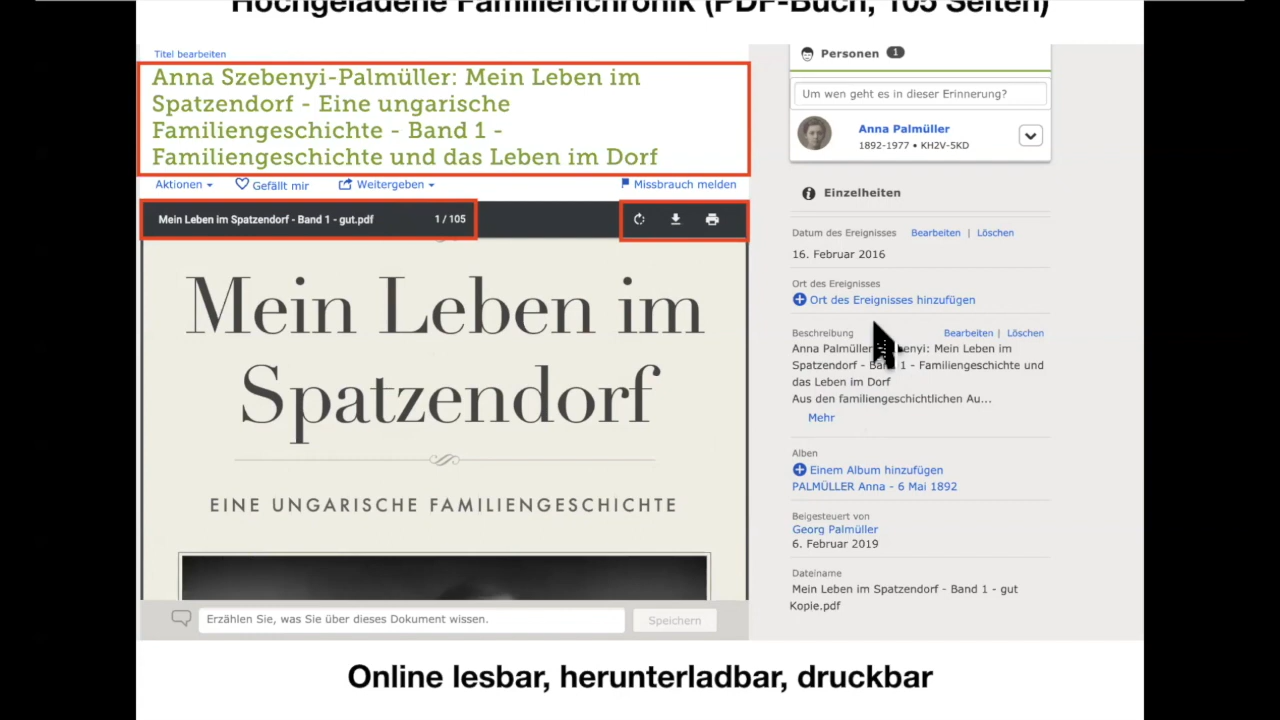 Hochgeladene Familienchronik (PDF-Buch, 105 Seiten)
Titel bearbeiten
Anna Szebenyi-Palmüller: Mein Leben im
Spatzendorf - Eine ungarische
Familiengeschichte - Band 1 -
Familiengeschichte und das Leben im Dorf
Aktionen Gefällt mir Weitergeben Missbrauch melden
Mein Leben im Spatzendorf - Band 1 - gut.pdf 1 / 105
Mein Leben im
Spatzendorf
EINE UNGARISCHE FAMILIENGESCHICHTE
Erzählen Sie, was Sie über dieses Dokument wissen. Speichern
Personen 1
Um wen geht es in dieser Erinnerung?
Anna Palmüller
1892-1977 • KH2V-5KD
Einzelheiten
Datum des Ereignisses Bearbeiten | Löschen
16. Februar 2016
Ort des Ereignisses
Ort des Ereignisses hinzufügen
Beschreibung Bearbeiten | Löschen
Anna Palmüller enyi: Mein Leben im
Spatzendorf - Band 1 - Familiengeschichte und
das Leben im Dorf
Aus den familiengeschichtlichen Au...
Mehr
Alben
Einem Album hinzufügen
PALMÜLLER Anna - 6 Mai 1892
Beigesteuert von
Georg Palmüller
6. Februar 2019
Dateiname
Mein Leben im Spatzendorf - Band 1 - gut
Kopie.pdf
Online lesbar, herunterladbar, druckbar